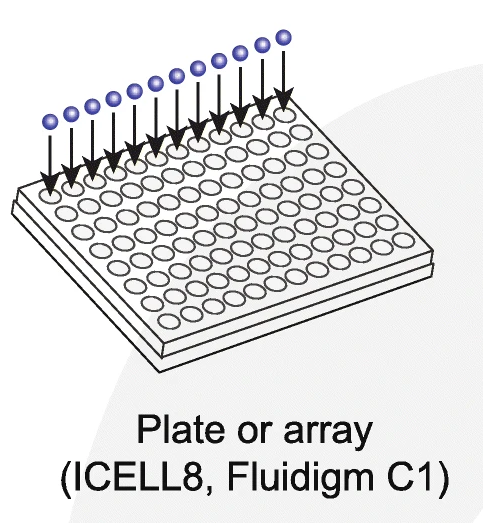 Plate or array
(ICELL8, Fluidigm C1)